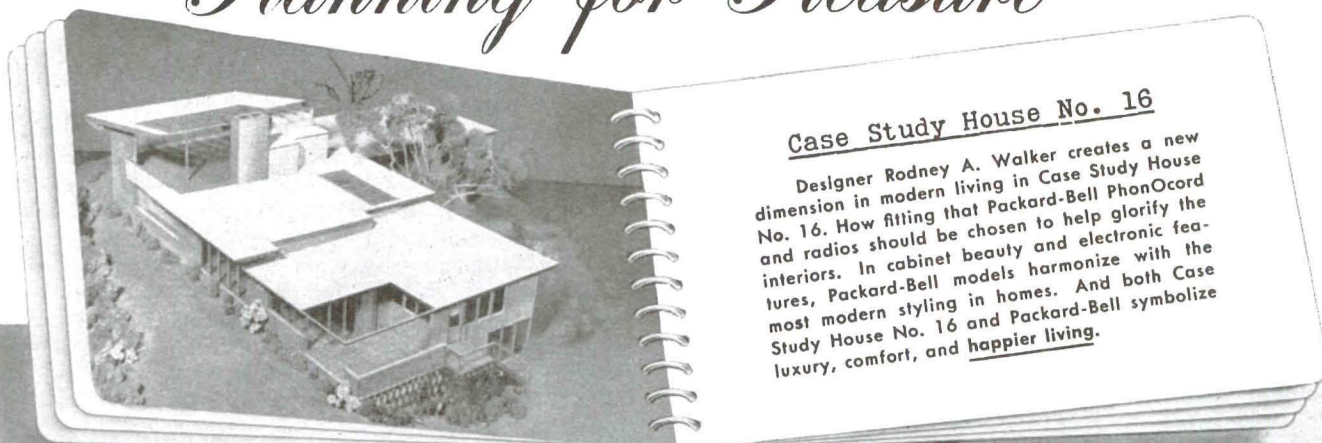 Planning for Pleasure
Case Study House No. 16
Designer Rodney A. Walker creates a new
dimension in modern living in Case Study House
No. 16. How fitting that Packard-Bell PhonOcord
and radios should be chosen to help glorify the
interiors. In cabinet beauty and electronic fea-
tures, Packard-Bell models harmonize with the
most modern styling in homes. And both Case
Study House No. 16 and Packard-Bell symbolize
luxury, comfort, and happier living.